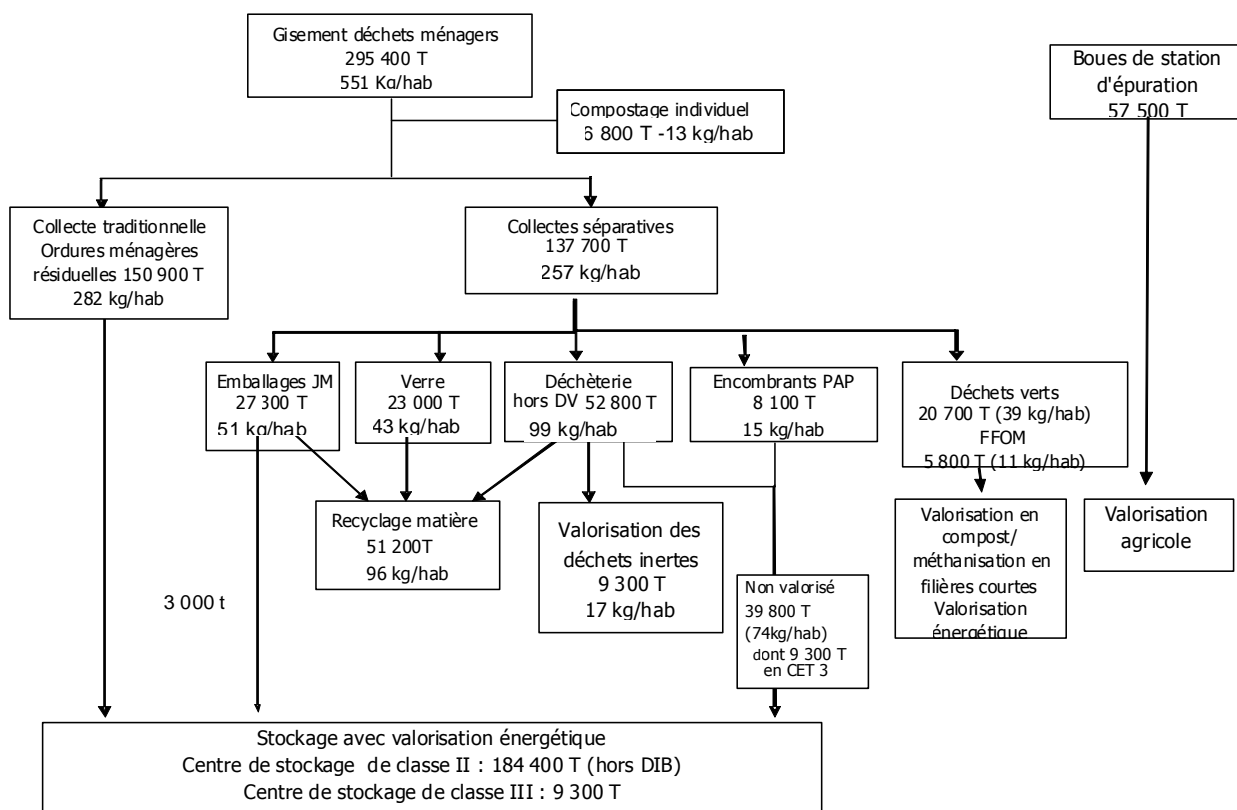 Gisement déchets ménagers
295 400 T
551 Kg/hab
Boues de station
d'épuration
57 500 T
Compostage individuel
6 800 T -13 kg/hab
Collecte traditionnelle
Ordures ménagères
résiduelles 150 900 T
282 kg/hab
Collectes séparatives
137 700 T
257 kg/hab
Emballages JM
27 300 T
51 kg/hab
Verre
23 000 T
43 kg/hab
Déchèterie
hors DV 52 800 T
99 kg/hab
Encombrants PAP
8 100 T
15 kg/hab
Déchets verts
20 700 T (39 kg/hab)
FFOM
5 800 T (11 kg/hab)
Recyclage matière
51 200T
96 kg/hab
Valorisation des
déchets inertes
9 300 T
17 kg/hab
Non valorisé
39 800 T
(74kg/hab)
dont 9 300 T
en CET 3
Valorisation en
compost/
méthanisation en
filières courtes
Valorisation
énergétique
Valorisation
agricole
3 000 t
Stockage avec valorisation énergétique
Centre de stockage de classe II : 184 400 T (hors DIB)
Centre de stockage de classe III : 9 300 T